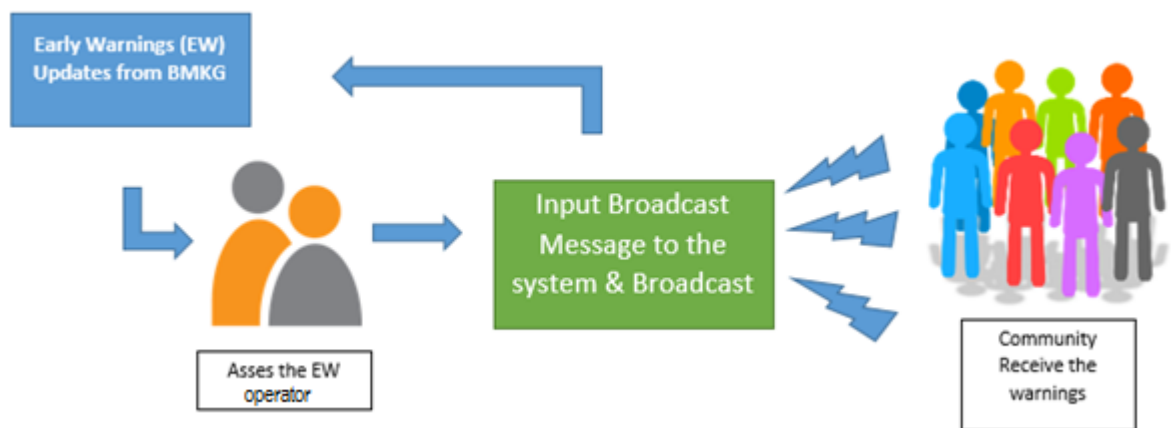 Early Warnings (EW)
Updates from BMKG
Input Broadcast
Message to the
system & Broadcast
Asses the EW
operator
Community
Receive the
warnings